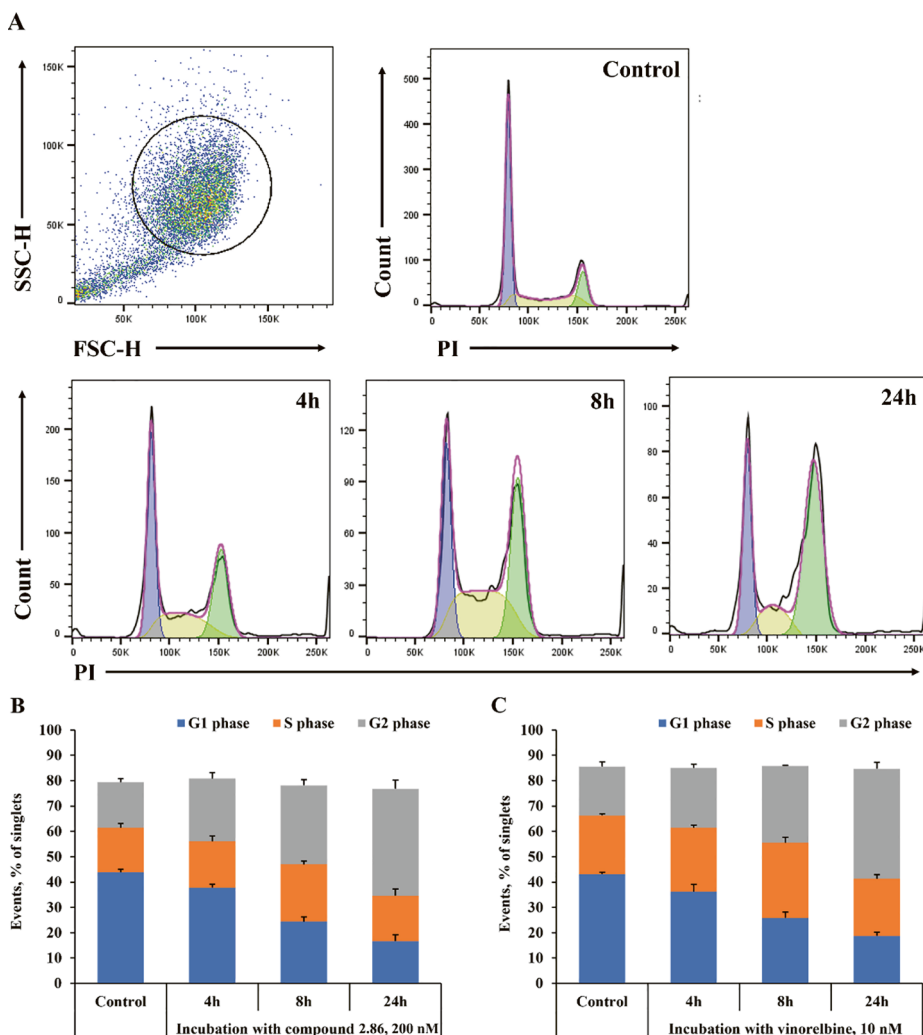 A
SSC-H
150K
100K
50K
0
50K
100K
150K
FSC-H
Control
Count
500
400
300
200
100
0
0
50K
100K
150K
200K
250K
PI
4h
Count
200
150
100
50
0
0
50K
100K
150K
200K
250K
8h
120
90
60
30
0
0
50K
100K
150K
200K
250K
24h
100
80
60
40
20
0
0
50K
100K
150K
200K
250K
PI
B
G1 phase S phase G2 phase
Events, % of singlets
100
90
80
70
60
50
40
30
20
10
0
Control 4h 8h 24h
Incubation with compound 2.86, 200 nM
C
G1 phase S phase G2 phase
Events, % of singlets
100
90
80
70
60
50
40
30
20
10
0
Control 4h 8h 24h
Incubation with vinorelbine, 10 nM